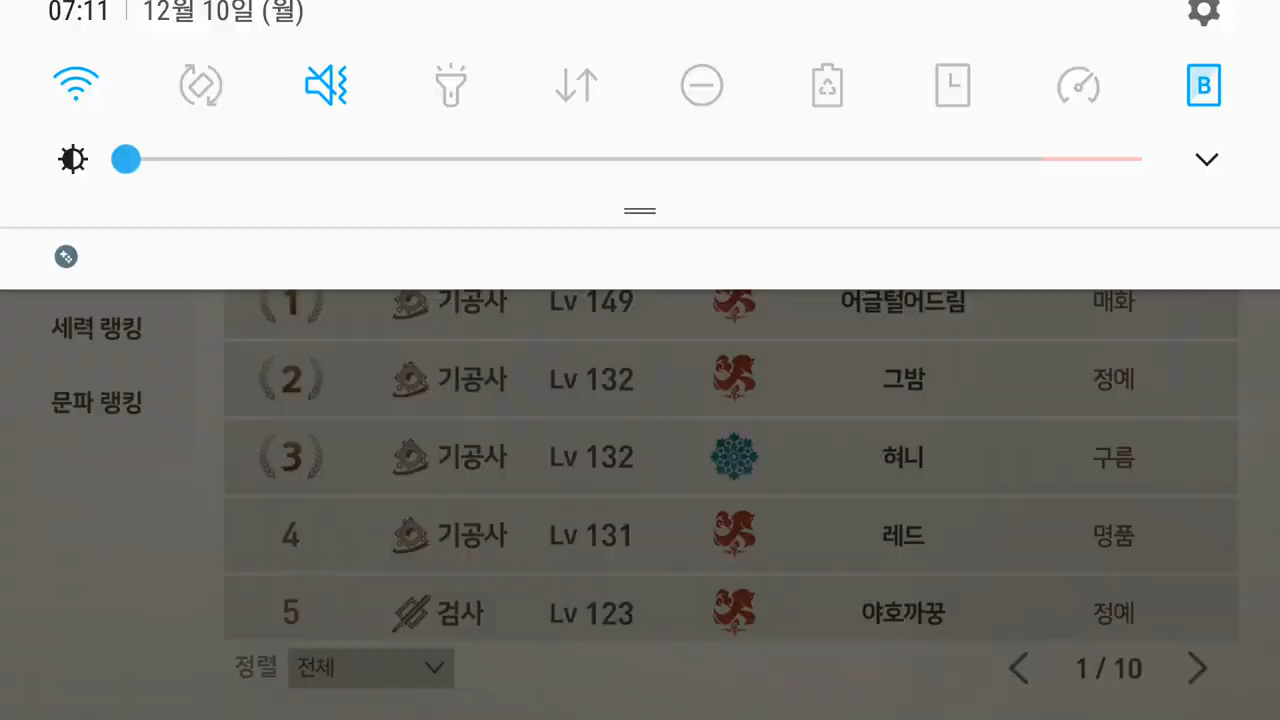 07:11 | 12월 10일 (월)
B
세력 랭킹
문파 랭킹
1 기공사 Lv 149 어글털어드림 매화
2 기공사 Lv 132 그밤 정예
3 기공사 Lv 132 혀니 구름
4 기공사 Lv 131 레드 명품
5 검사 Lv 123 야호까꿍 정예
정렬 전체 1 / 10